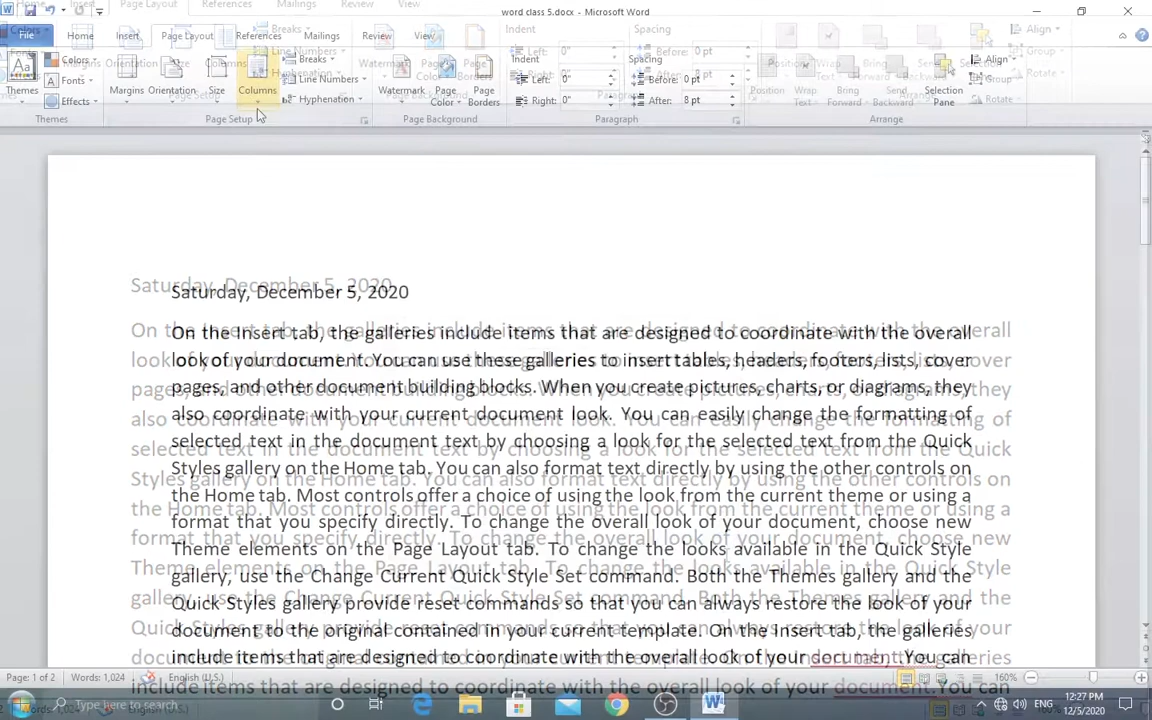 word class 5.docx - Microsoft Word
File Home Insert Page Layout References Mailings Review View
Themes Colors Fonts Effects Margins Orientation Size Columns Breaks Line Numbers Hyphenation Watermark Page Color Page Borders Indent Left: 0" Right: 0" Spacing Before: 0 pt After: 8 pt Position Wrap Text Bring Forward Send Backward Selection Pane Align Group Rotate
Themes Page Setup Page Background Paragraph Arrange
Saturday, December 5, 2020
On the Insert tab, the galleries include items that are designed to coordinate with the overall
look of your document. You can use these galleries to insert tables, headers, footers, lists, cover
pages, and other document building blocks. When you create pictures, charts, or diagrams, they
also coordinate with your current document look. You can easily change the formatting of
selected text in the document text by choosing a look for the selected text from the Quick
Styles gallery on the Home tab. You can also format text directly by using the other controls on
the Home tab. Most controls offer a choice of using the look from the current theme or using a
format that you specify directly. To change the overall look of your document, choose new
Theme elements on the Page Layout tab. To change the looks available in the Quick Style
gallery, use the Change Current Quick Style Set command. Both the Themes gallery and the
Quick Styles gallery provide reset commands so that you can always restore the look of your
document to the original contained in your current template. On the Insert tab, the galleries
include items that are designed to coordinate with the overall look of your document. You can
Page: 1 of 2 Words: 1,024 English (U.S.) 160%
Type here to search ENG 12:27 PM
12/5/2020